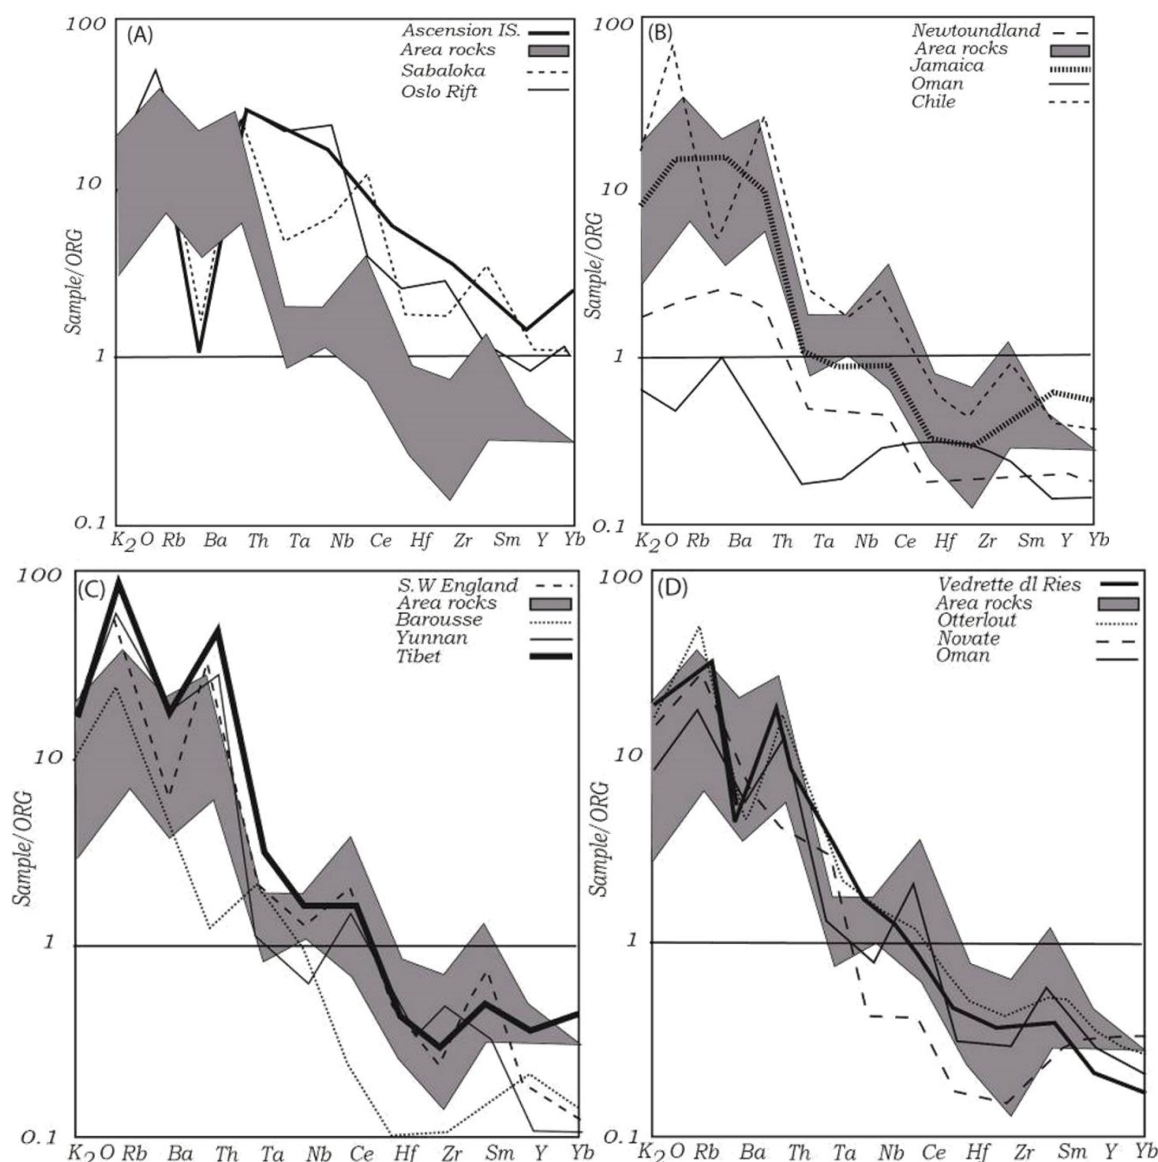 100
(A)
Ascension IS.
Area rocks
Sabaloka
Oslo Rift
10
Sample/ORG
1
0.1
K2O Rb Ba Th Ta Nb Ce Hf Zr Sm Y Yb
100
(B)
Newtoundland
Area rocks
Jamaica
Oman
Chile
10
Sample/ORG
1
0.1
K2O Rb Ba Th Ta Nb Ce Hf Zr Sm Y Yb
100
(C)
S.W England
Area rocks
Barousse
Yunnan
Tibet
10
Sample/ORG
1
0.1
K2O Rb Ba Th Ta Nb Ce Hf Zr Sm Y Yb
100
(D)
Vedrette dl Ries
Area rocks
Otterlout
Novate
Oman
10
Sample/ORG
1
0.1
K2O Rb Ba Th Ta Nb Ce Hf Zr Sm Y Yb